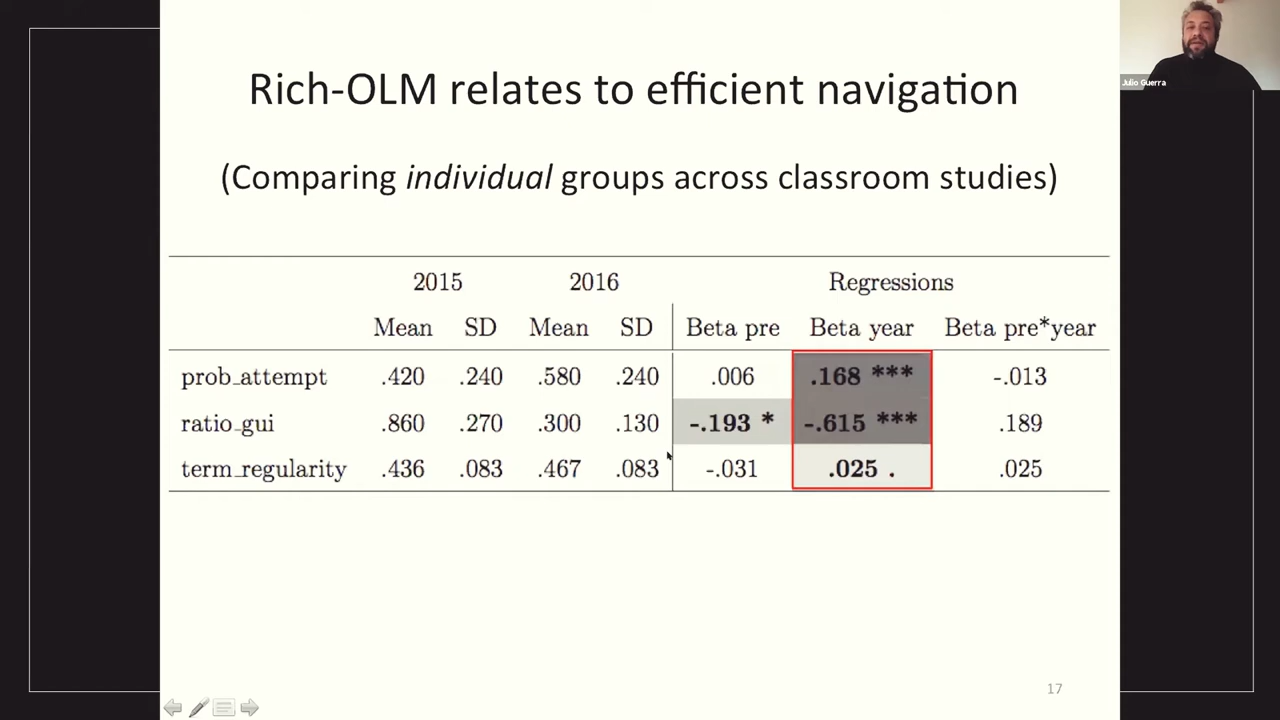 Rich-OLM relates to efficient navigation
(Comparing individual groups across classroom studies)
Julio Guerra
2015 2016 Regressions
Mean SD Mean SD Beta pre Beta year Beta pre*year
prob_attempt .420 .240 .580 .240 .006 .168 *** -.013
ratio_gui .860 .270 .300 .130 -.193 * -.615 *** .189
term_regularity .436 .083 .467 .083 -.031 .025 . .025
17